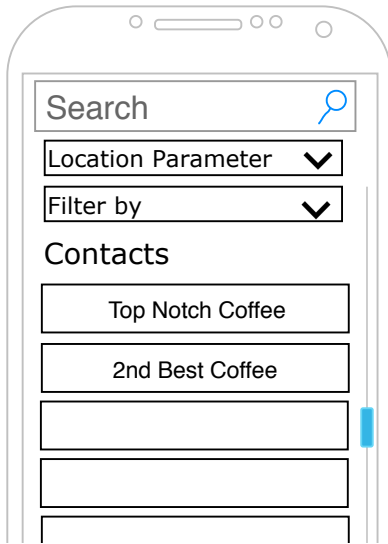 Search
Location Parameter
Filter by
Contacts
Top Notch Coffee
2nd Best Coffee